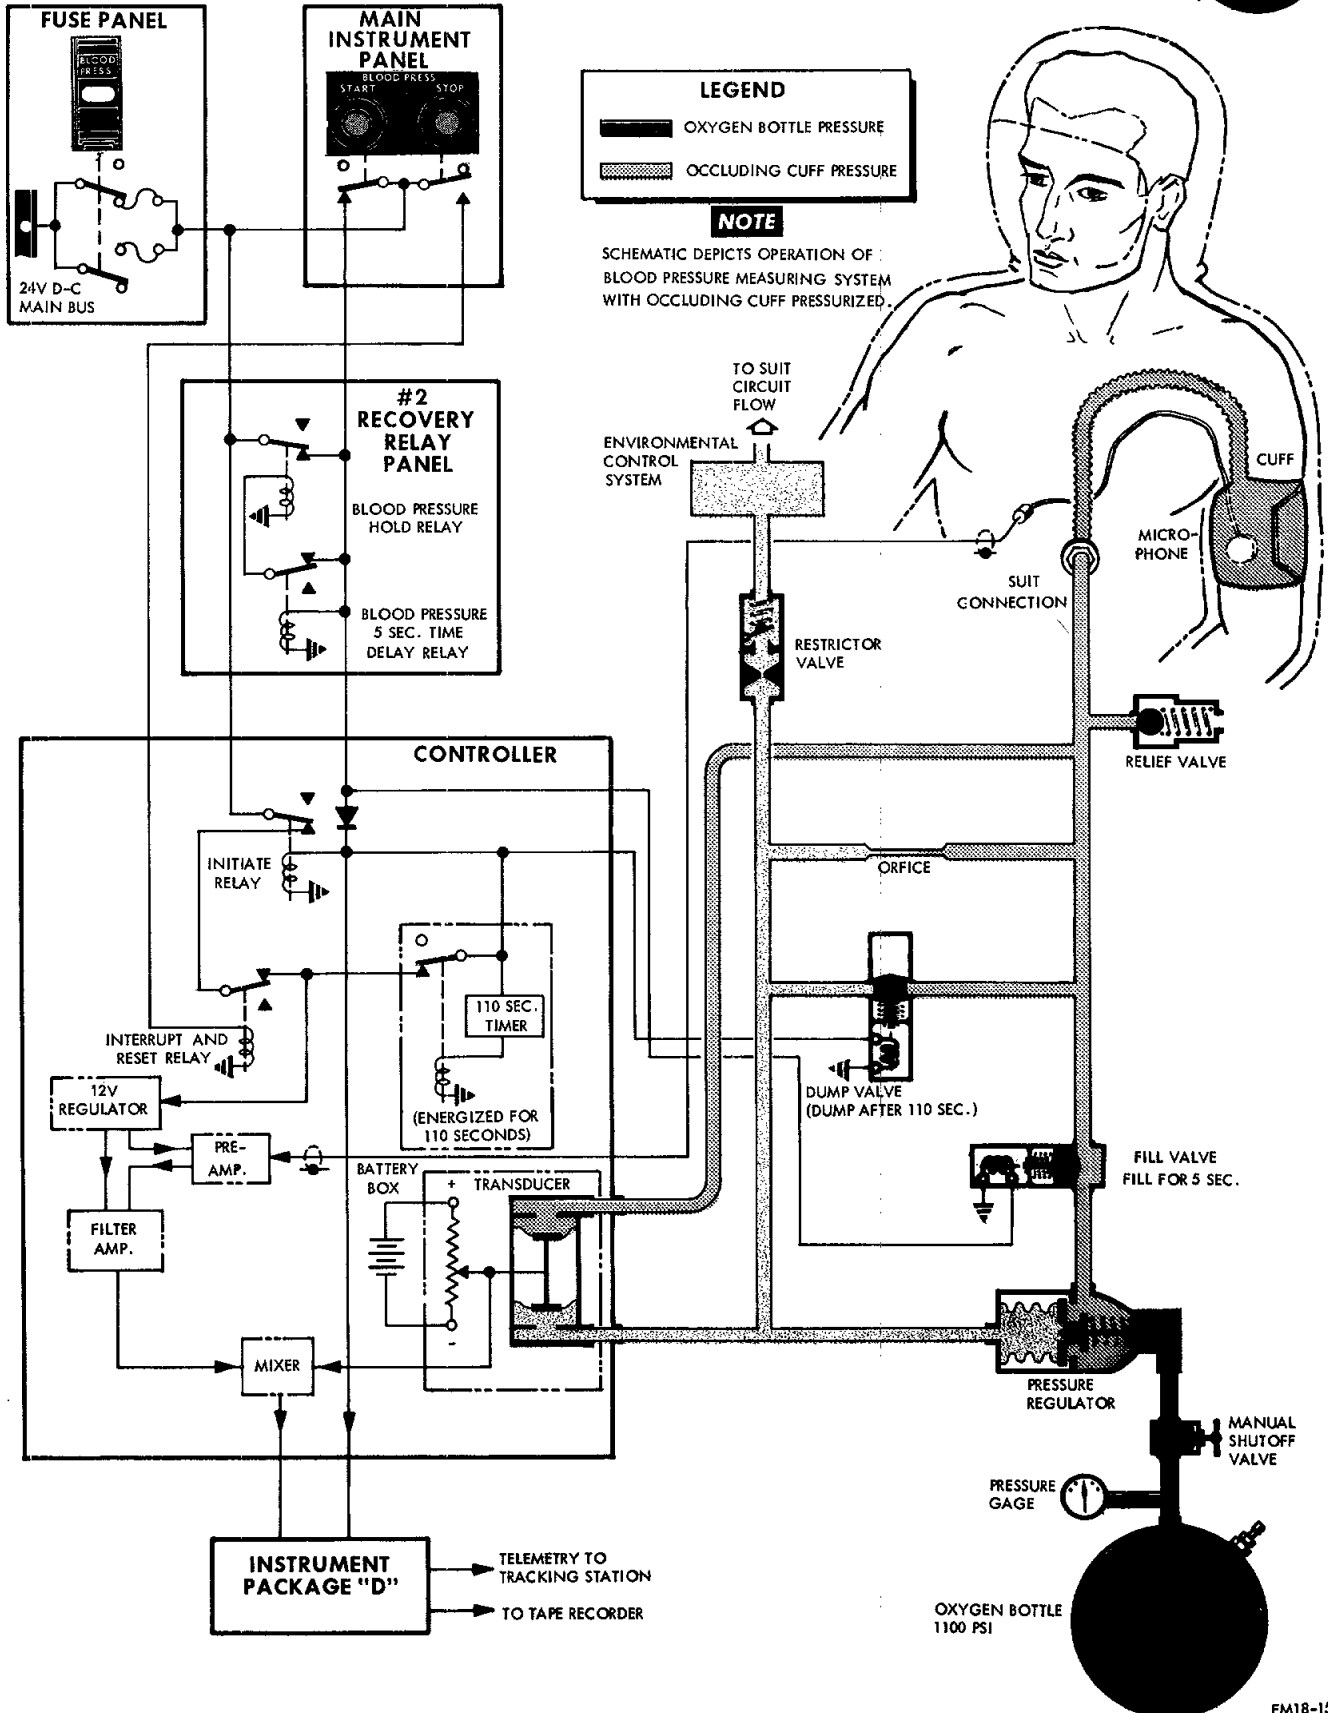 FUSE PANEL
BLOOD
PRESS
24V D-C
MAIN BUS
MAIN
INSTRUMENT
PANEL
BLOOD PRESS
START
STOP
LEGEND
OXYGEN BOTTLE PRESSURE
OCCLUDING CUFF PRESSURE
NOTE
SCHEMATIC DEPICTS OPERATION OF
BLOOD PRESSURE MEASURING SYSTEM
WITH OCCLUDING CUFF PRESSURIZED.
#2
RECOVERY
RELAY
PANEL
BLOOD PRESSURE
HOLD RELAY
BLOOD PRESSURE
5 SEC. TIME
DELAY RELAY
TO SUIT
CIRCUIT
FLOW
ENVIRONMENTAL
CONTROL
SYSTEM
CUFF
MICRO-
PHONE
SUIT
CONNECTION
RESTRICTOR
VALVE
RELIEF VALVE
CONTROLLER
INITIATE
RELAY
ORFICE
110 SEC.
TIMER
INTERRUPT AND
RESET RELAY
(ENERGIZED FOR
110 SECONDS)
DUMP VALVE
(DUMP AFTER 110 SEC.)
12V
REGULATOR
PRE-
AMP.
FILTER
AMP.
BATTERY
BOX
+
TRANSDUCER
-
FILL VALVE
FILL FOR 5 SEC.
MIXER
PRESSURE
REGULATOR
MANUAL
SHUTOFF
VALVE
PRESSURE
GAGE
INSTRUMENT
PACKAGE "D"
TELEMETRY TO
TRACKING STATION
TO TAPE RECORDER
OXYGEN BOTTLE
1100 PSI
FM18-15